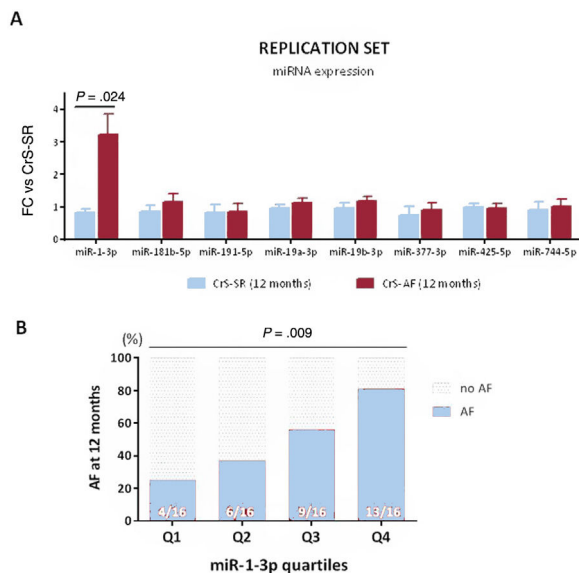 A
REPLICATION SET
miRNA expression
P = .024
FC vs CrS-SR
4
3
2
1
0
miR-1-3p miR-181b-5p miR-191-5p miR-19a-3p miR-19b-3p miR-377-3p miR-425-5p miR-744-5p
CrS-SR (12 months) CrS-AF (12 months)
B
(%)
P = .009
AF at 12 months
100
80
60
40
20
0
no AF
AF
4/16 6/16 9/16 13/16
Q1 Q2 Q3 Q4
miR-1-3p quartiles